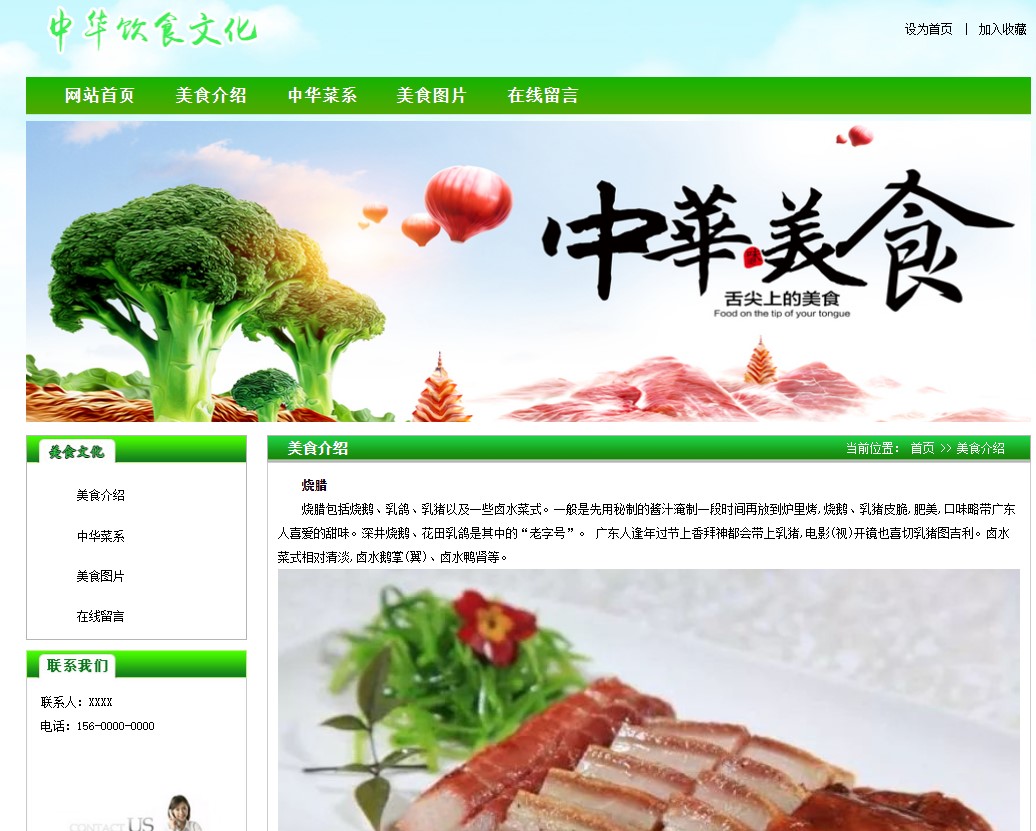 中华饮食文化
设为首页 | 加入收藏
网站首页 美食介绍 中华菜系 美食图片 在线留言
中華美食
舌尖上的美食
Food on the tip of your tongue
美食文化
美食介绍
中华菜系
美食图片
在线留言
联系我们
联系人：XXXX
电话：156-0000-0000
CONTACT US
美食介绍 当前位置： 首页 >> 美食介绍
烧腊
烧腊包括烧鹅、乳鸽、乳猪以及一些卤水菜式。一般是先用秘制的酱汁腌制一段时间再放到炉里烤,烧鹅、乳猪皮脆,肥美,口味略带广东
人喜爱的甜味。深井烧鹅、花田乳鸽是其中的“老字号”。 广东人逢年过节上香拜神都会带上乳猪,电影(视)开镜也喜切乳猪图吉利。卤水
菜式相对清淡,卤水鹅掌(翼)、卤水鸭肾等。